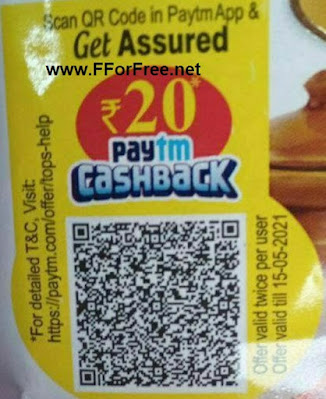 Scan QR Code in Paytm App &
Get Assured
www.FForFree.net
₹20*
paytm
CASHBACK
*For detailed T&C, Visit:
https://paytm.com/offer/tops-help
Offer valid twice per user
Offer valid till 15-05-2021